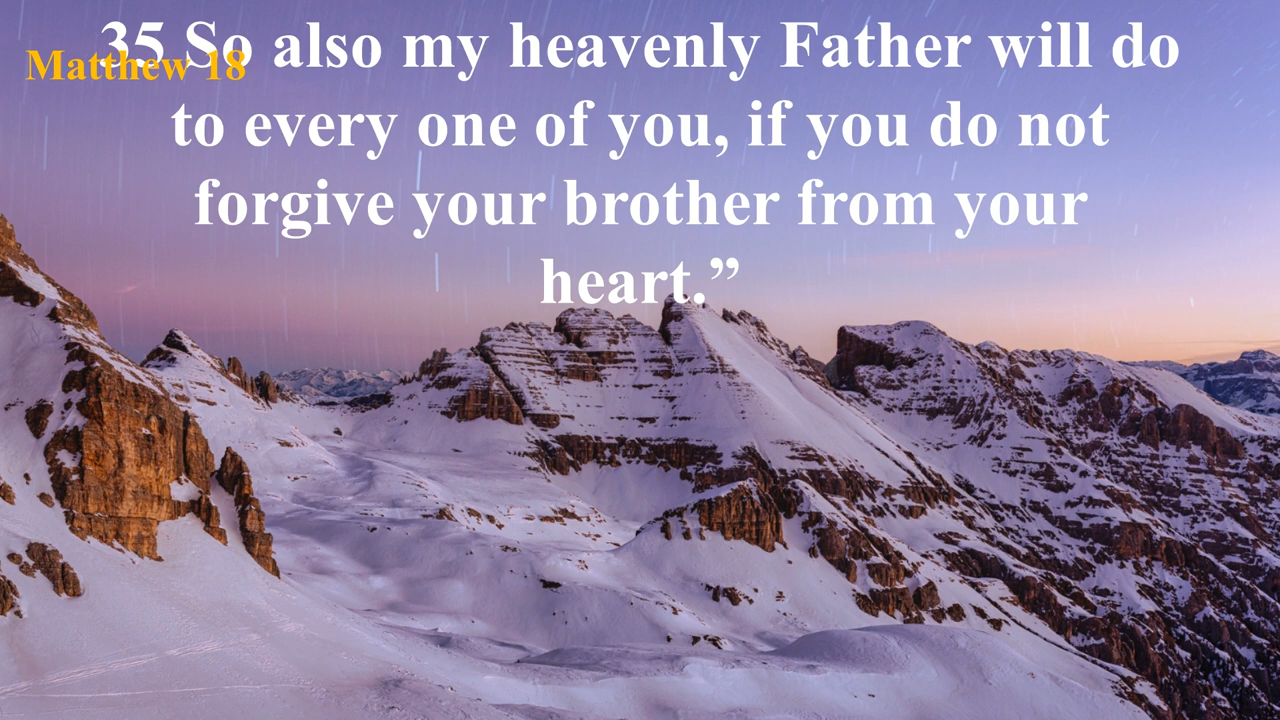 Matthew 18
35 So also my heavenly Father will do
to every one of you, if you do not
forgive your brother from your
heart.”